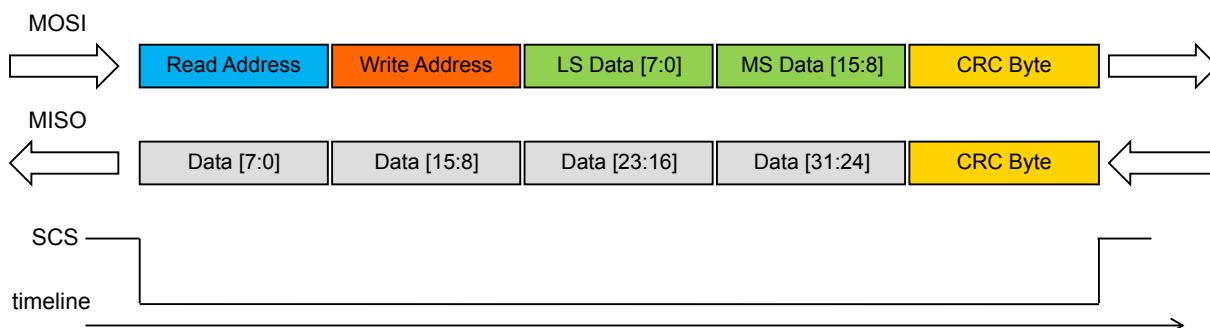 MOSI
Read Address Write Address LS Data [7:0] MS Data [15:8] CRC Byte
MISO
Data [7:0] Data [15:8] Data [23:16] Data [31:24] CRC Byte
SCS
timeline